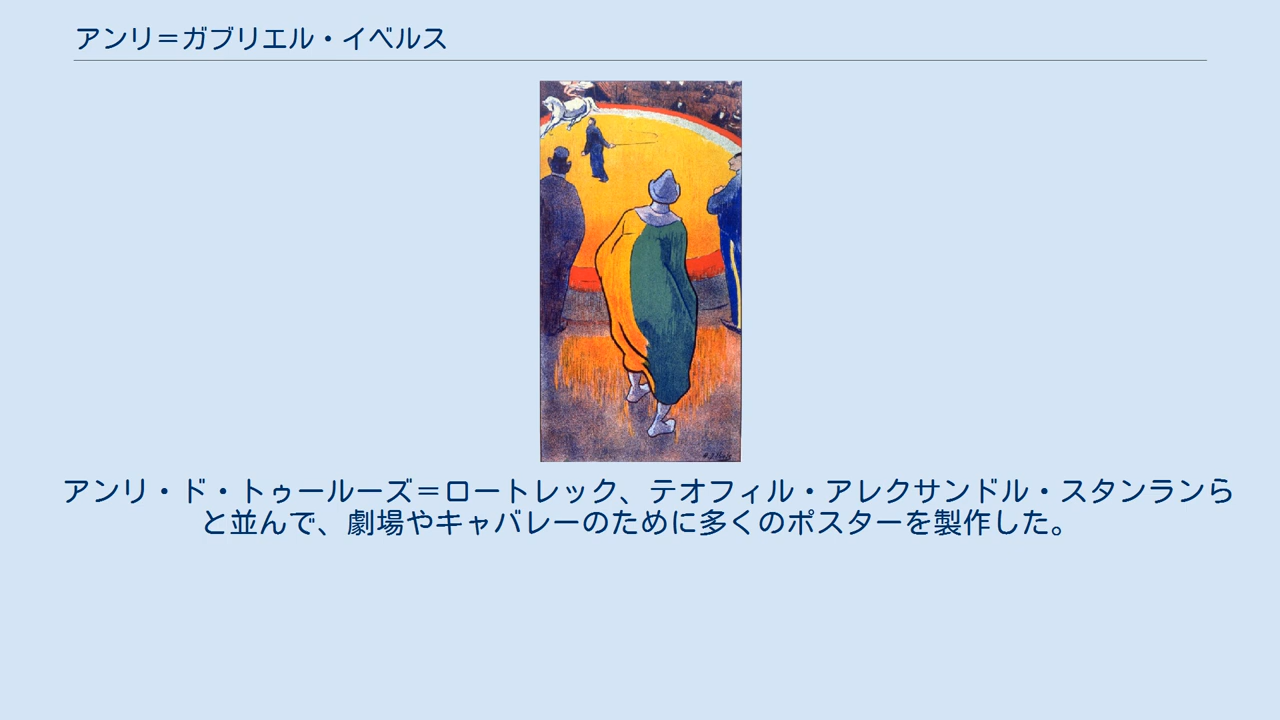 アンリ＝ガブリエル・イベルス
アンリ・ド・トゥールーズ＝ロートレック、テオフィル・アレクサンドル・スタンランら
と並んで、劇場やキャバレーのために多くのポスターを製作した。